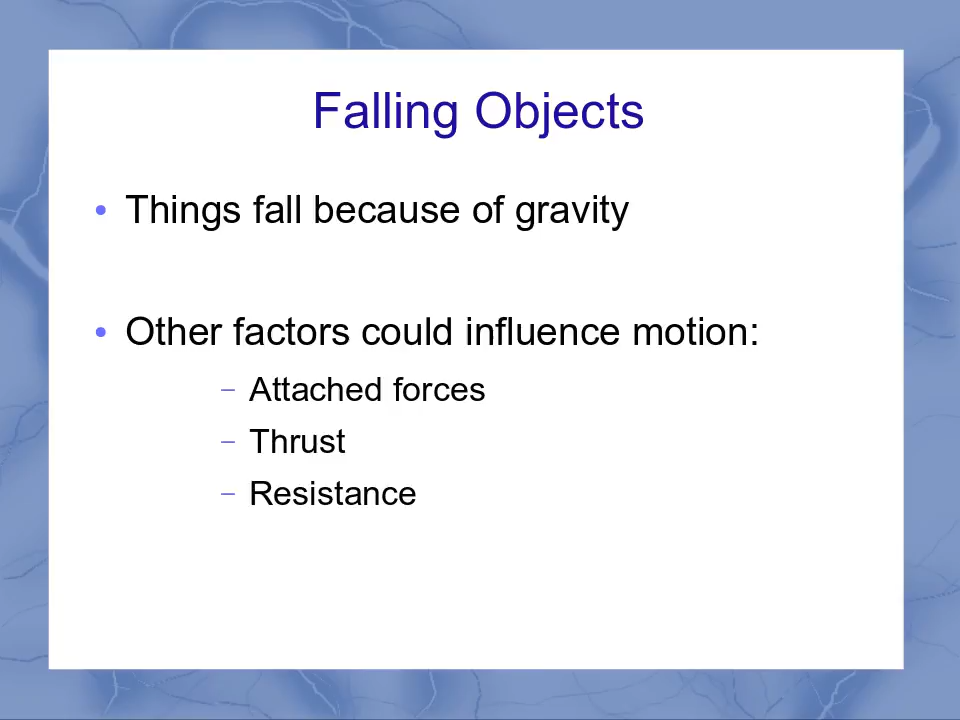 Falling Objects
• Things fall because of gravity
• Other factors could influence motion:
– Attached forces
– Thrust
– Resistance